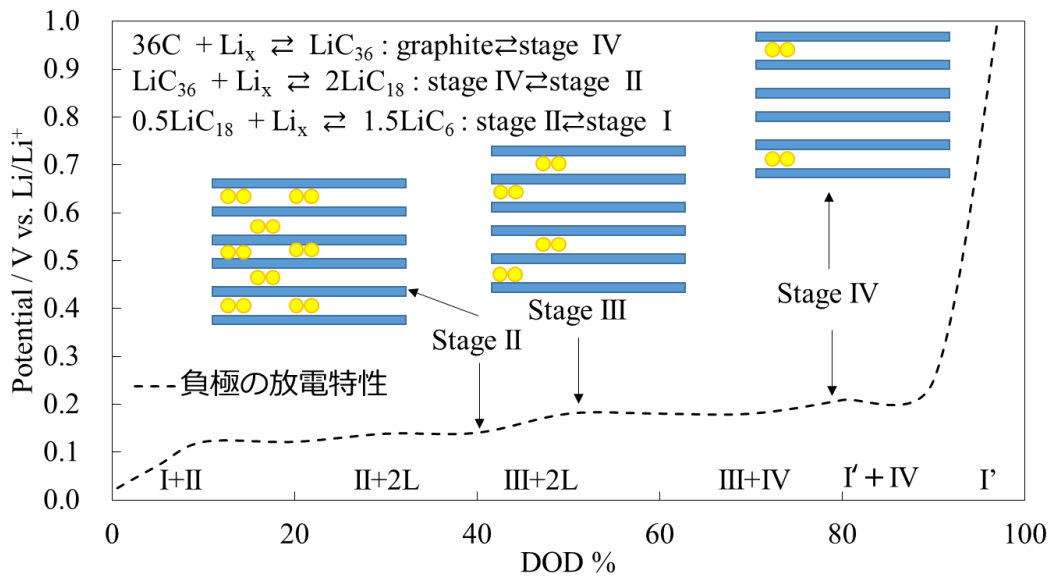 36C + Liₓ ⇄ LiC₃₆ : graphite⇄stage Ⅳ
LiC₃₆ + Liₓ ⇄ 2LiC₁₈ : stage Ⅳ⇄stage Ⅱ
0.5LiC₁₈ + Liₓ ⇄ 1.5LiC₆ : stage Ⅱ⇄stage Ⅰ
Potential / V vs. Li/Li⁺
1.0
0.9
0.8
0.7
0.6
0.5
0.4
0.3
0.2
0.1
0.0
Stage Ⅱ
Stage Ⅲ
Stage Ⅳ
負極の放電特性
Ⅰ+Ⅱ
Ⅱ+2L
Ⅲ+2L
Ⅲ+Ⅳ
Ⅰ′+Ⅳ
Ⅰ’
0
20
40
60
80
100
DOD %